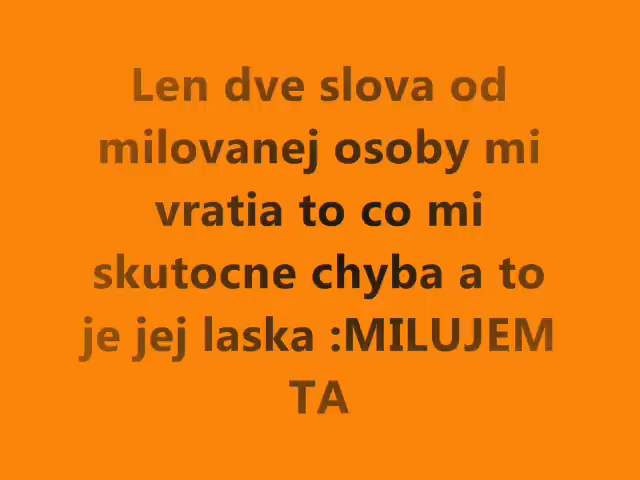 Len dve slova od
milovanej osoby mi
vratia to co mi
skutocne chyba a to
je jej laska :MILUJEM
TA